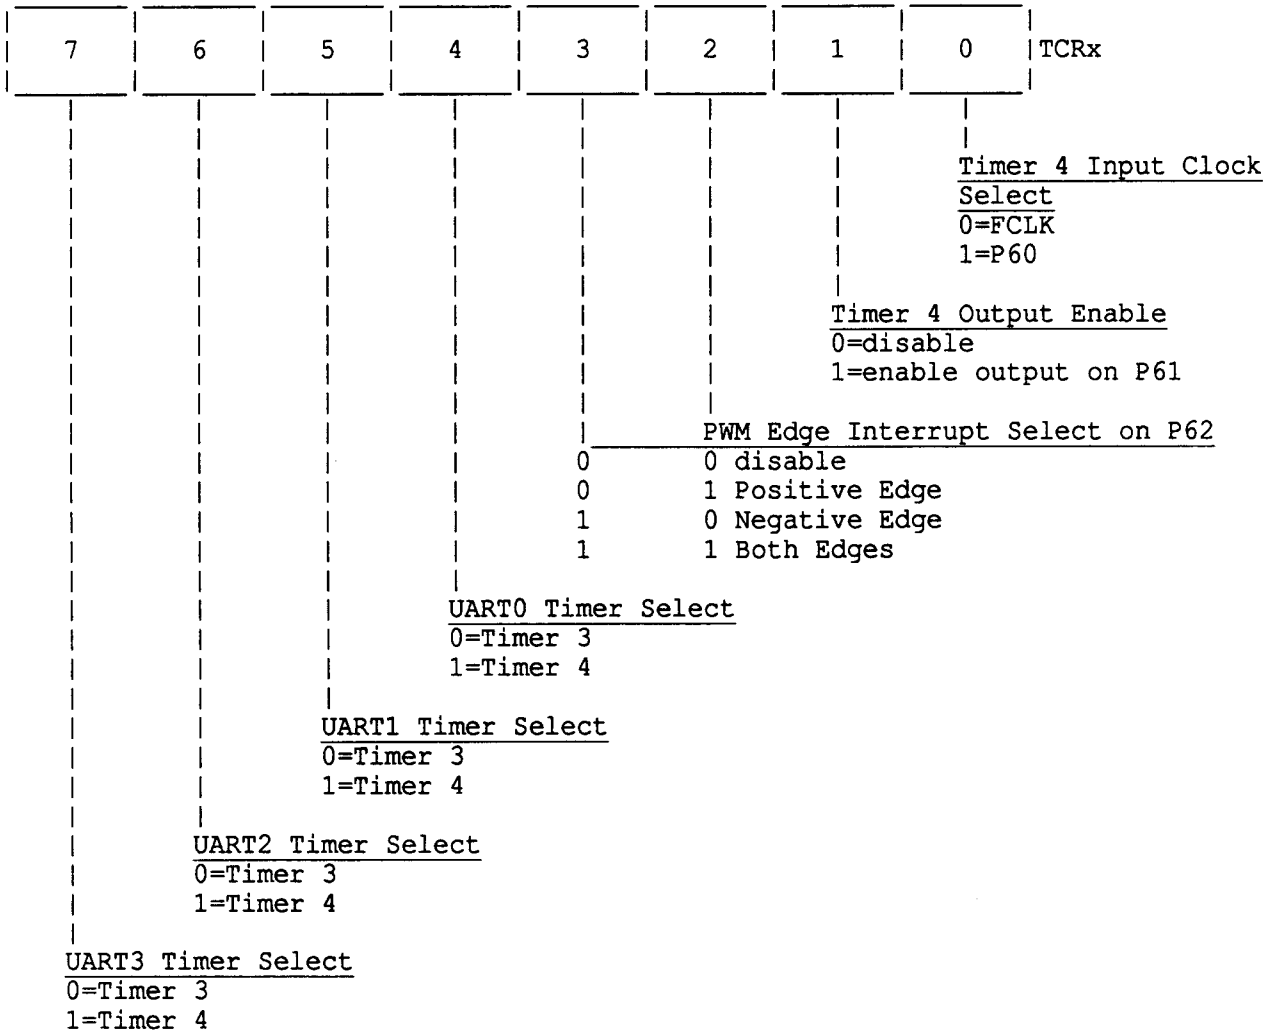 7 6 5 4 3 2 1 0 TCRx
Timer 4 Input Clock
Select
0=FCLK
1=P60
Timer 4 Output Enable
0=disable
1=enable output on P61
PWM Edge Interrupt Select on P62
0 0 disable
0 1 Positive Edge
1 0 Negative Edge
1 1 Both Edges
UART0 Timer Select
0=Timer 3
1=Timer 4
UART1 Timer Select
0=Timer 3
1=Timer 4
UART2 Timer Select
0=Timer 3
1=Timer 4
UART3 Timer Select
0=Timer 3
1=Timer 4